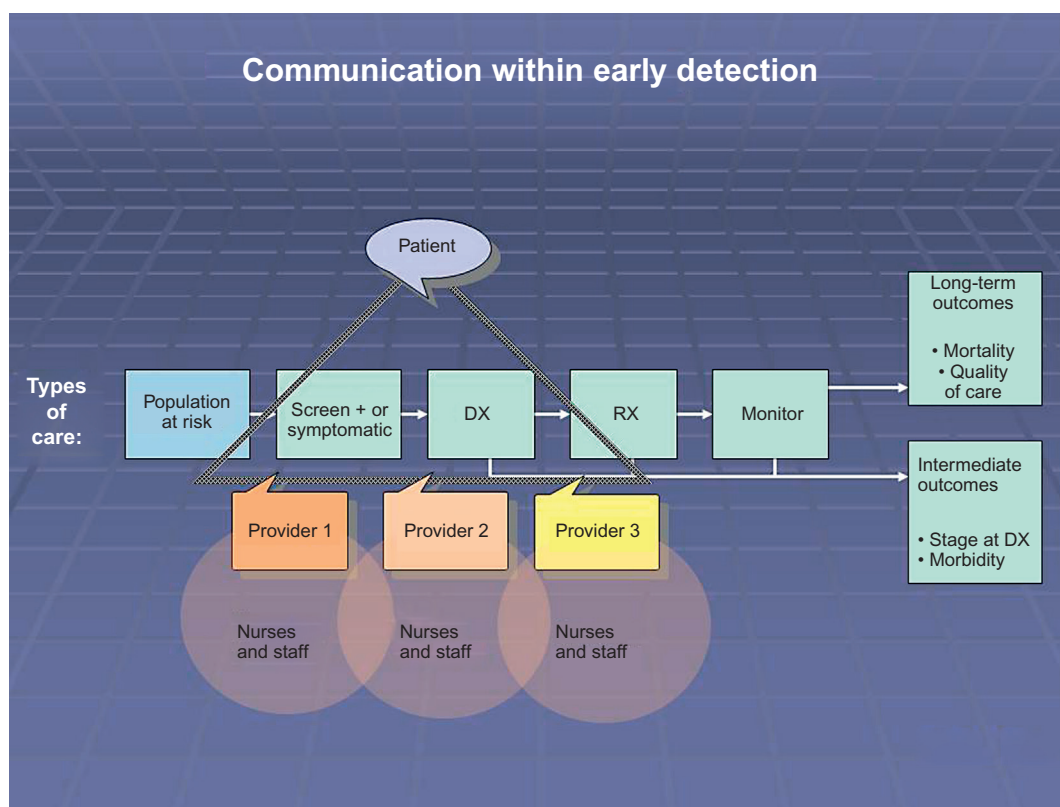 Communication within early detection
Patient
Types
of
care:
Population
at risk
Screen + or
symptomatic
DX
RX
Monitor
Long-term
outcomes
• Mortality
• Quality
of care
Intermediate
outcomes
• Stage at DX
• Morbidity
Provider 1
Provider 2
Provider 3
Nurses
and staff
Nurses
and staff
Nurses
and staff